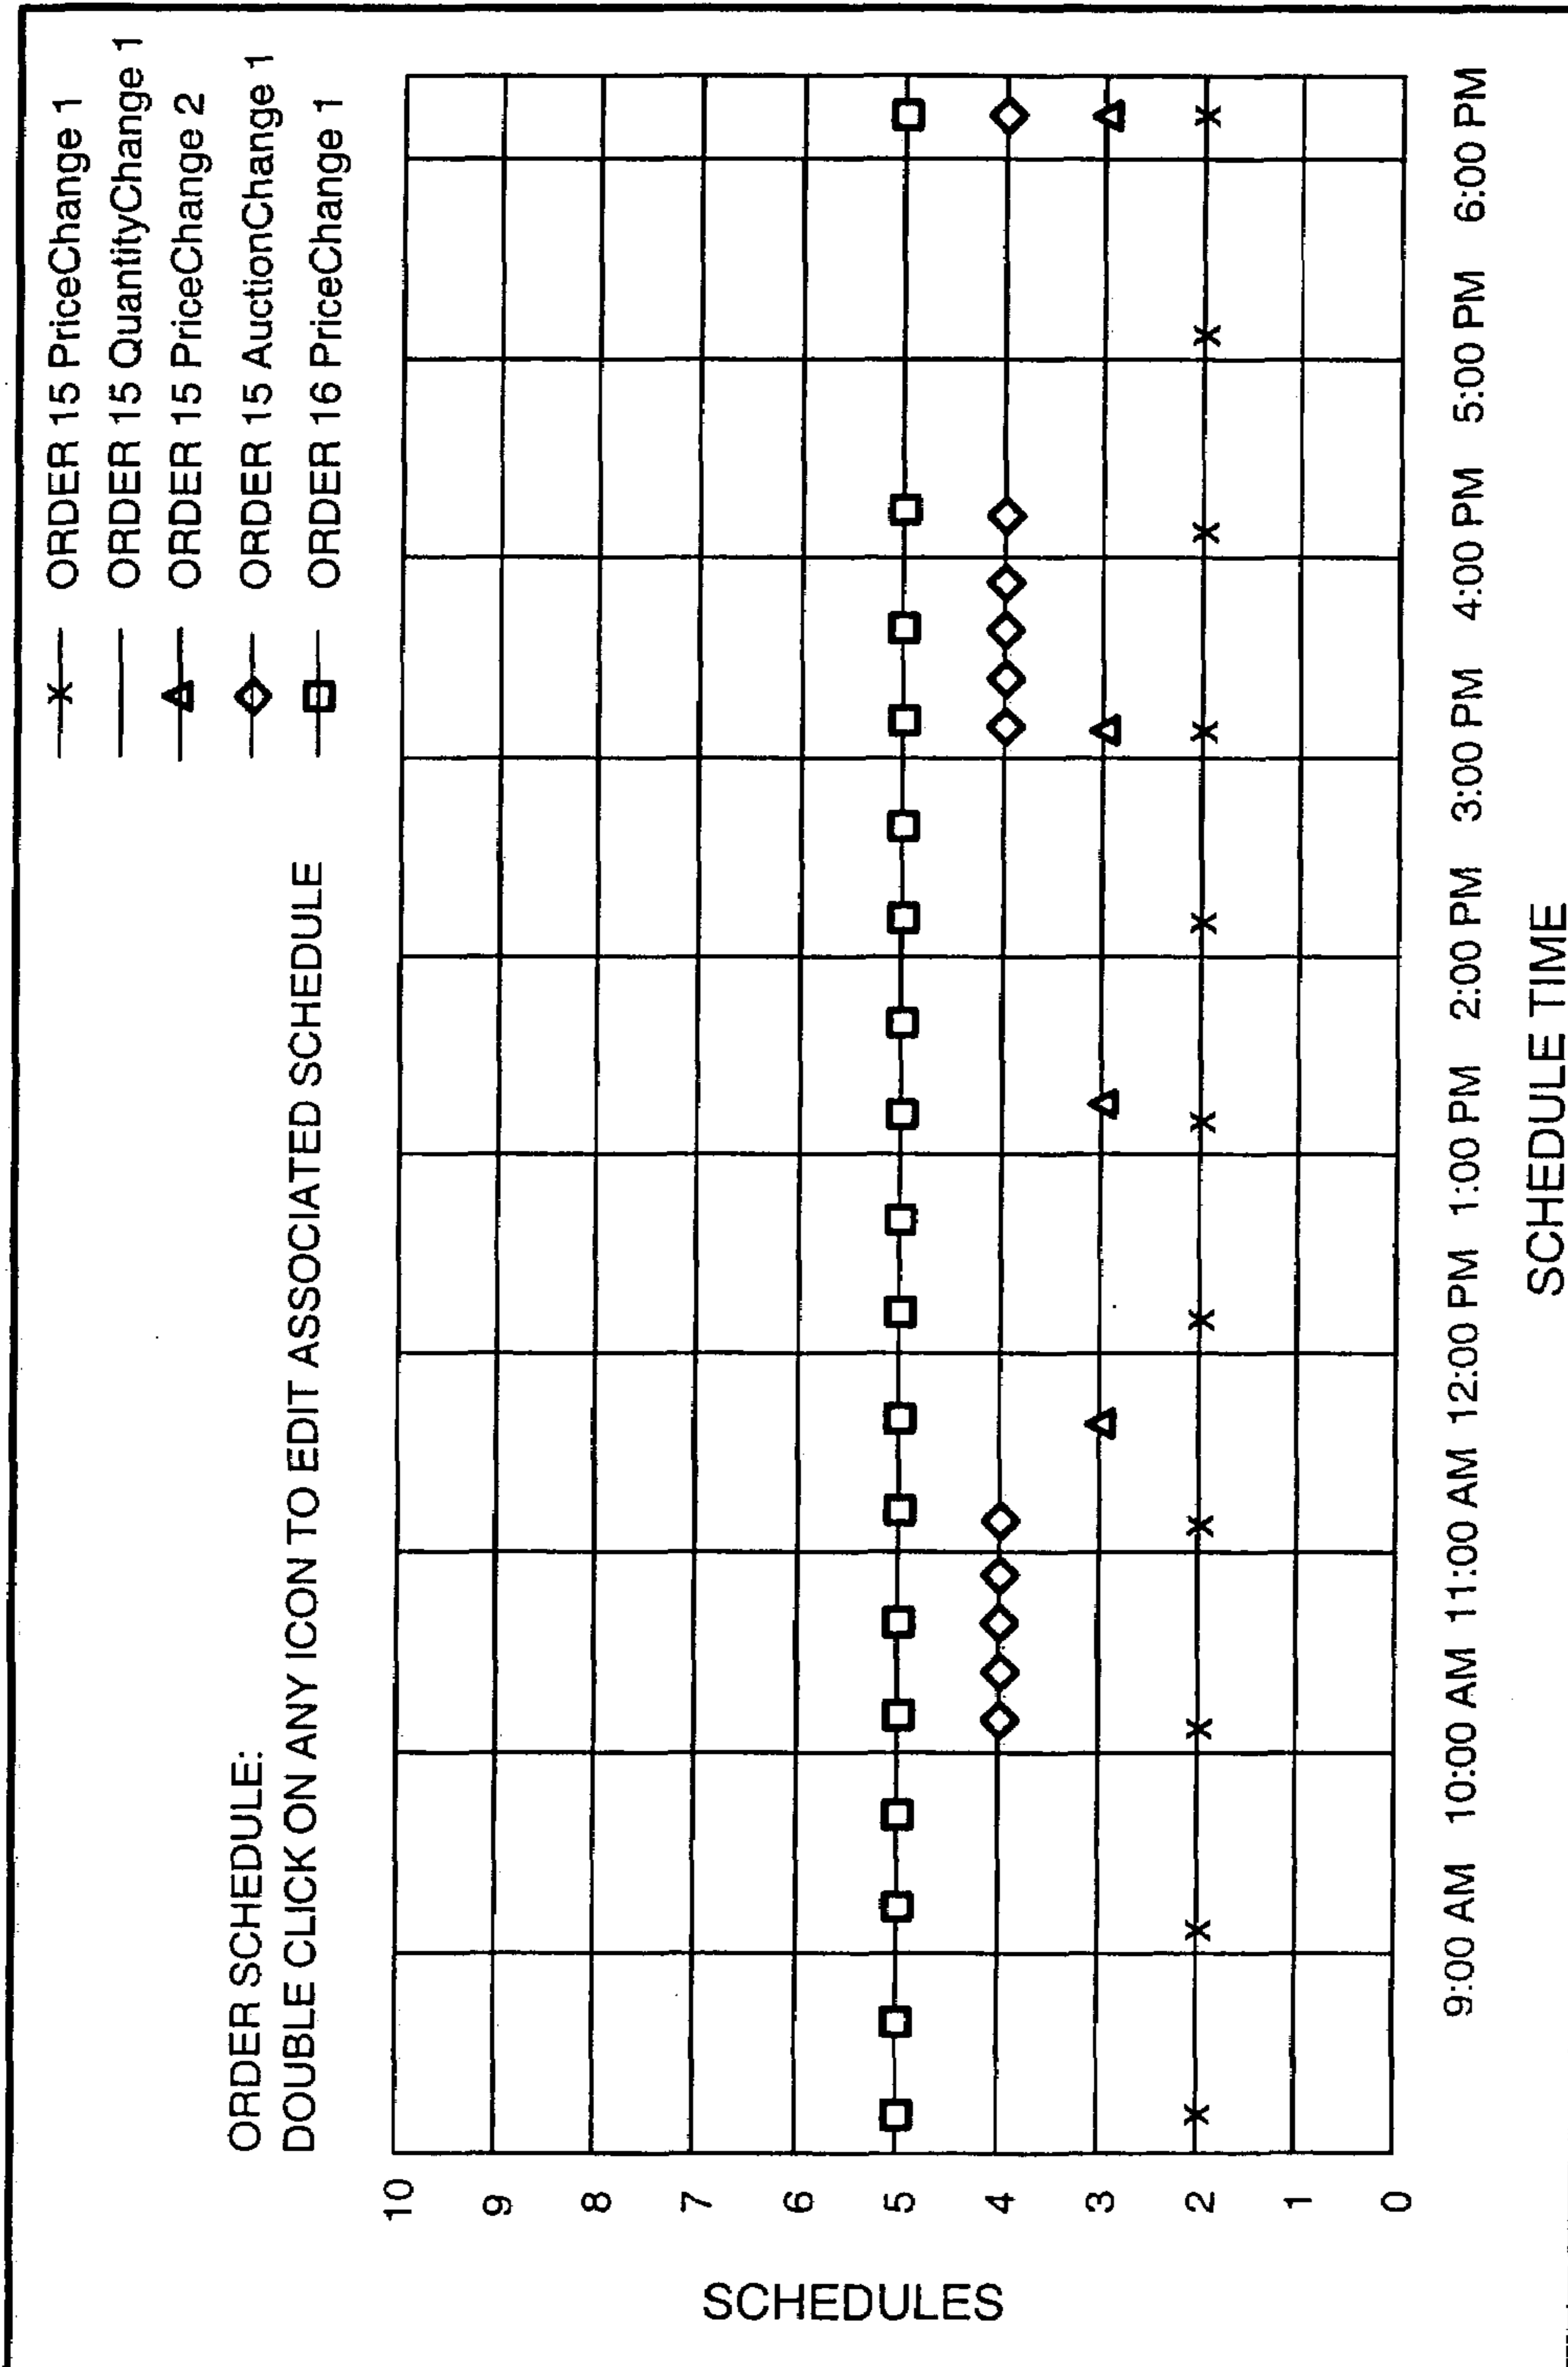 ORDER 15 PriceChange 1
ORDER 15 QuantityChange 1
ORDER 15 PriceChange 2
ORDER 15 AuctionChange 1
ORDER 16 PriceChange 1
ORDER SCHEDULE:
DOUBLE CLICK ON ANY ICON TO EDIT ASSOCIATED SCHEDULE
SCHEDULES
10
9
8
7
6
5
4
3
2
1
0
9:00 AM 10:00 AM 11:00 AM 12:00 PM 1:00 PM 2:00 PM 3:00 PM 4:00 PM 5:00 PM 6:00 PM
SCHEDULE TIME